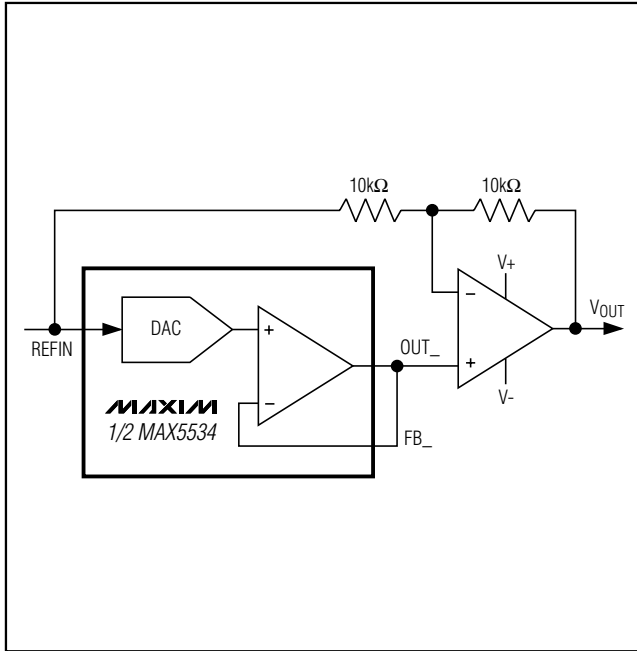 10kΩ 10kΩ
V+
DAC
+
−
VOUT
REFIN
OUT_
+
−
V-
MAXIM
1/2 MAX5534
FB_